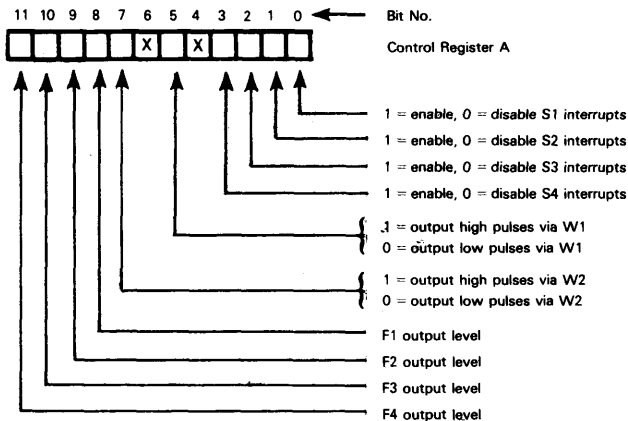 11 10 9 8 7 6 5 4 3 2 1 0 Bit No.
X X Control Register A
1 = enable, 0 = disable S1 interrupts
1 = enable, 0 = disable S2 interrupts
1 = enable, 0 = disable S3 interrupts
1 = enable, 0 = disable S4 interrupts
1 = output high pulses via W1
0 = output low pulses via W1
1 = output high pulses via W2
0 = output low pulses via W2
F1 output level
F2 output level
F3 output level
F4 output level